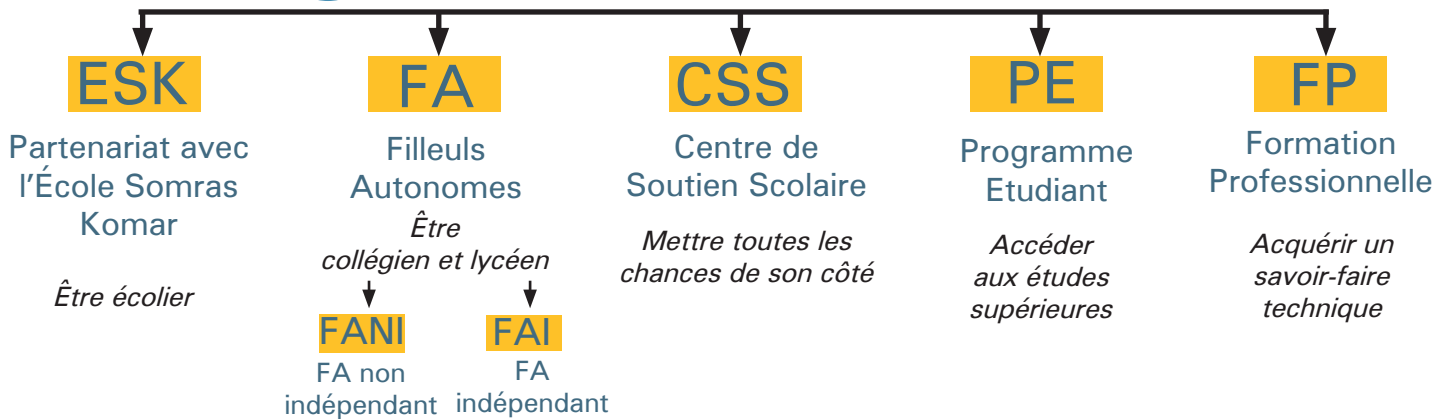 ESK
Partenariat avec
l'École Somras
Komar
Être écolier
FA
Filleuls
Autonomes
Être
collégien et lycéen
FANI
FA non
indépendant
FAI
FA
indépendant
CSS
Centre de
Soutien Scolaire
Mettre toutes les
chances de son côté
PE
Programme
Etudiant
Accéder
aux études
supérieures
FP
Formation
Professionnelle
Acquérir un
savoir-faire
technique